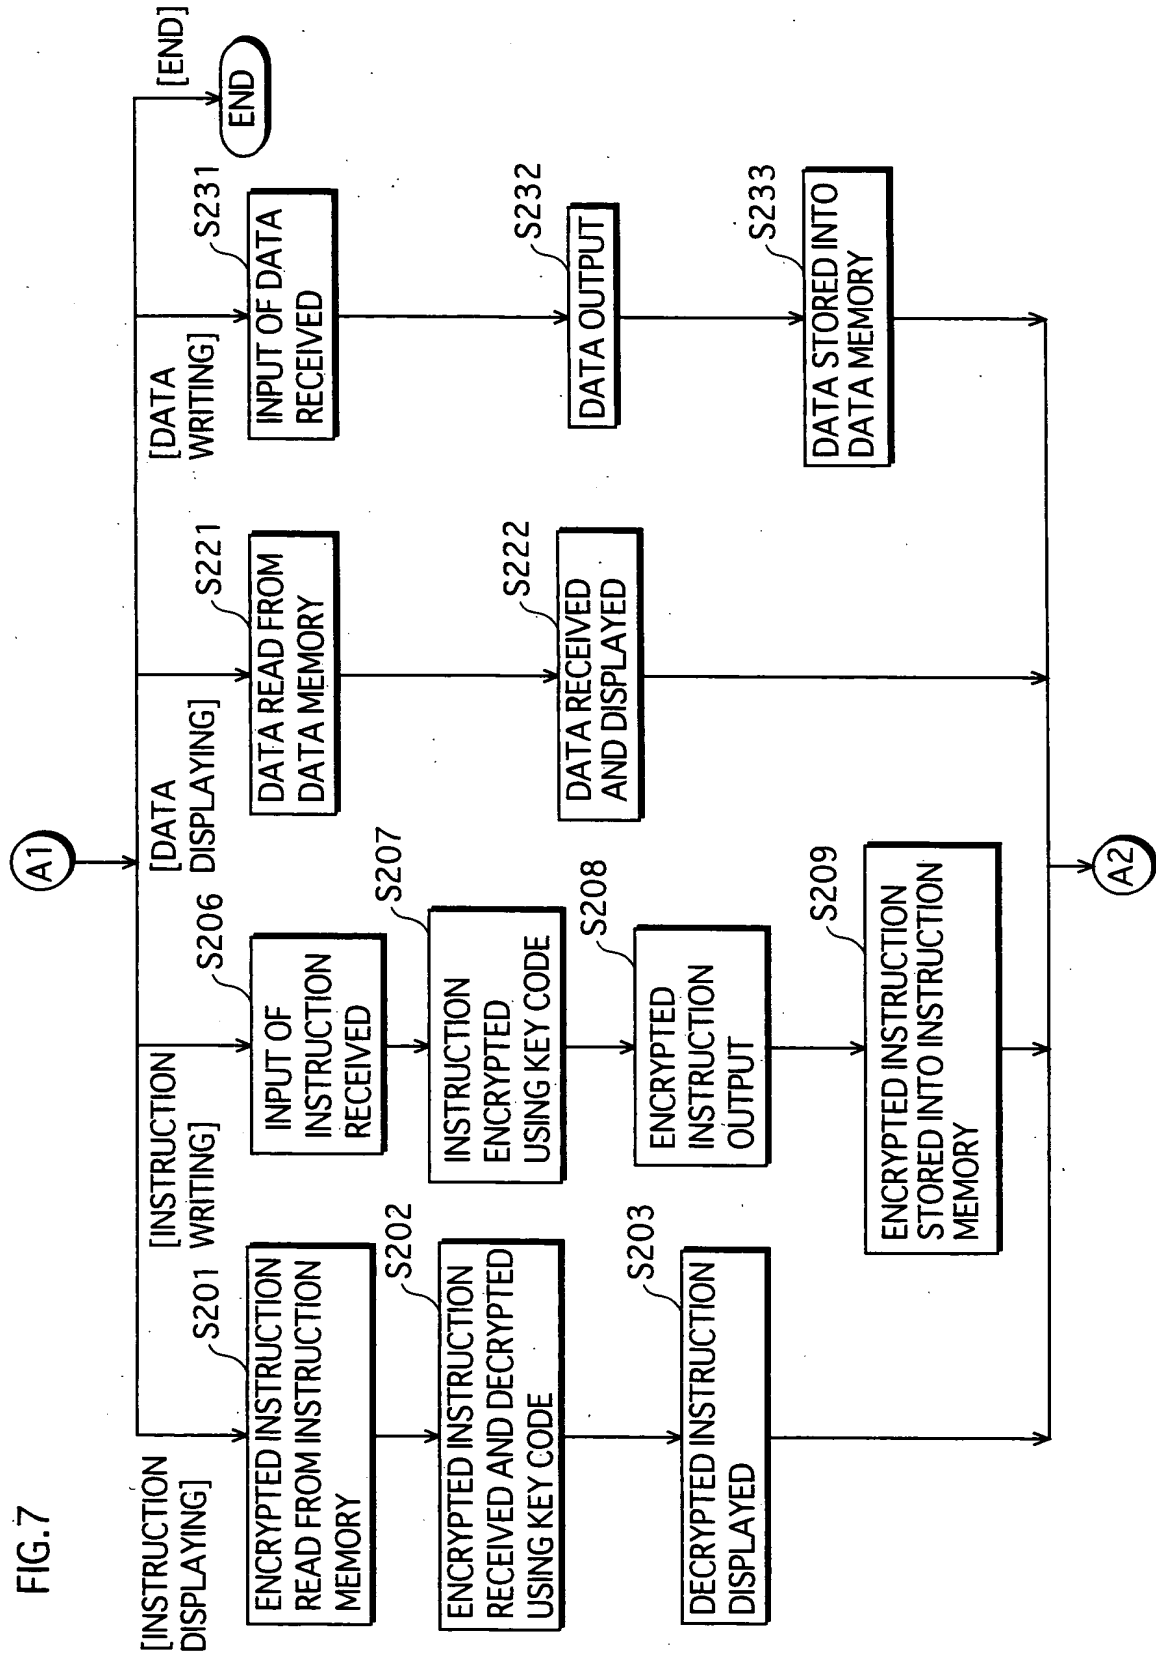 FIG.7
A1
[INSTRUCTION
DISPLAYING]
S201
ENCRYPTED INSTRUCTION
READ FROM INSTRUCTION
MEMORY
S202
ENCRYPTED INSTRUCTION
RECEIVED AND DECRYPTED
USING KEY CODE
S203
DECRYPTED INSTRUCTION
DISPLAYED
[INSTRUCTION
WRITING]
S206
INPUT OF
INSTRUCTION
RECEIVED
S207
INSTRUCTION
ENCRYPTED
USING KEY CODE
S208
ENCRYPTED
INSTRUCTION
OUTPUT
S209
ENCRYPTED INSTRUCTION
STORED INTO INSTRUCTION
MEMORY
[DATA
DISPLAYING]
S221
DATA READ FROM
DATA MEMORY
S222
DATA RECEIVED
AND DISPLAYED
[DATA
WRITING]
S231
INPUT OF DATA
RECEIVED
S232
DATA OUTPUT
S233
DATA STORED INTO
DATA MEMORY
[END]
END
A2